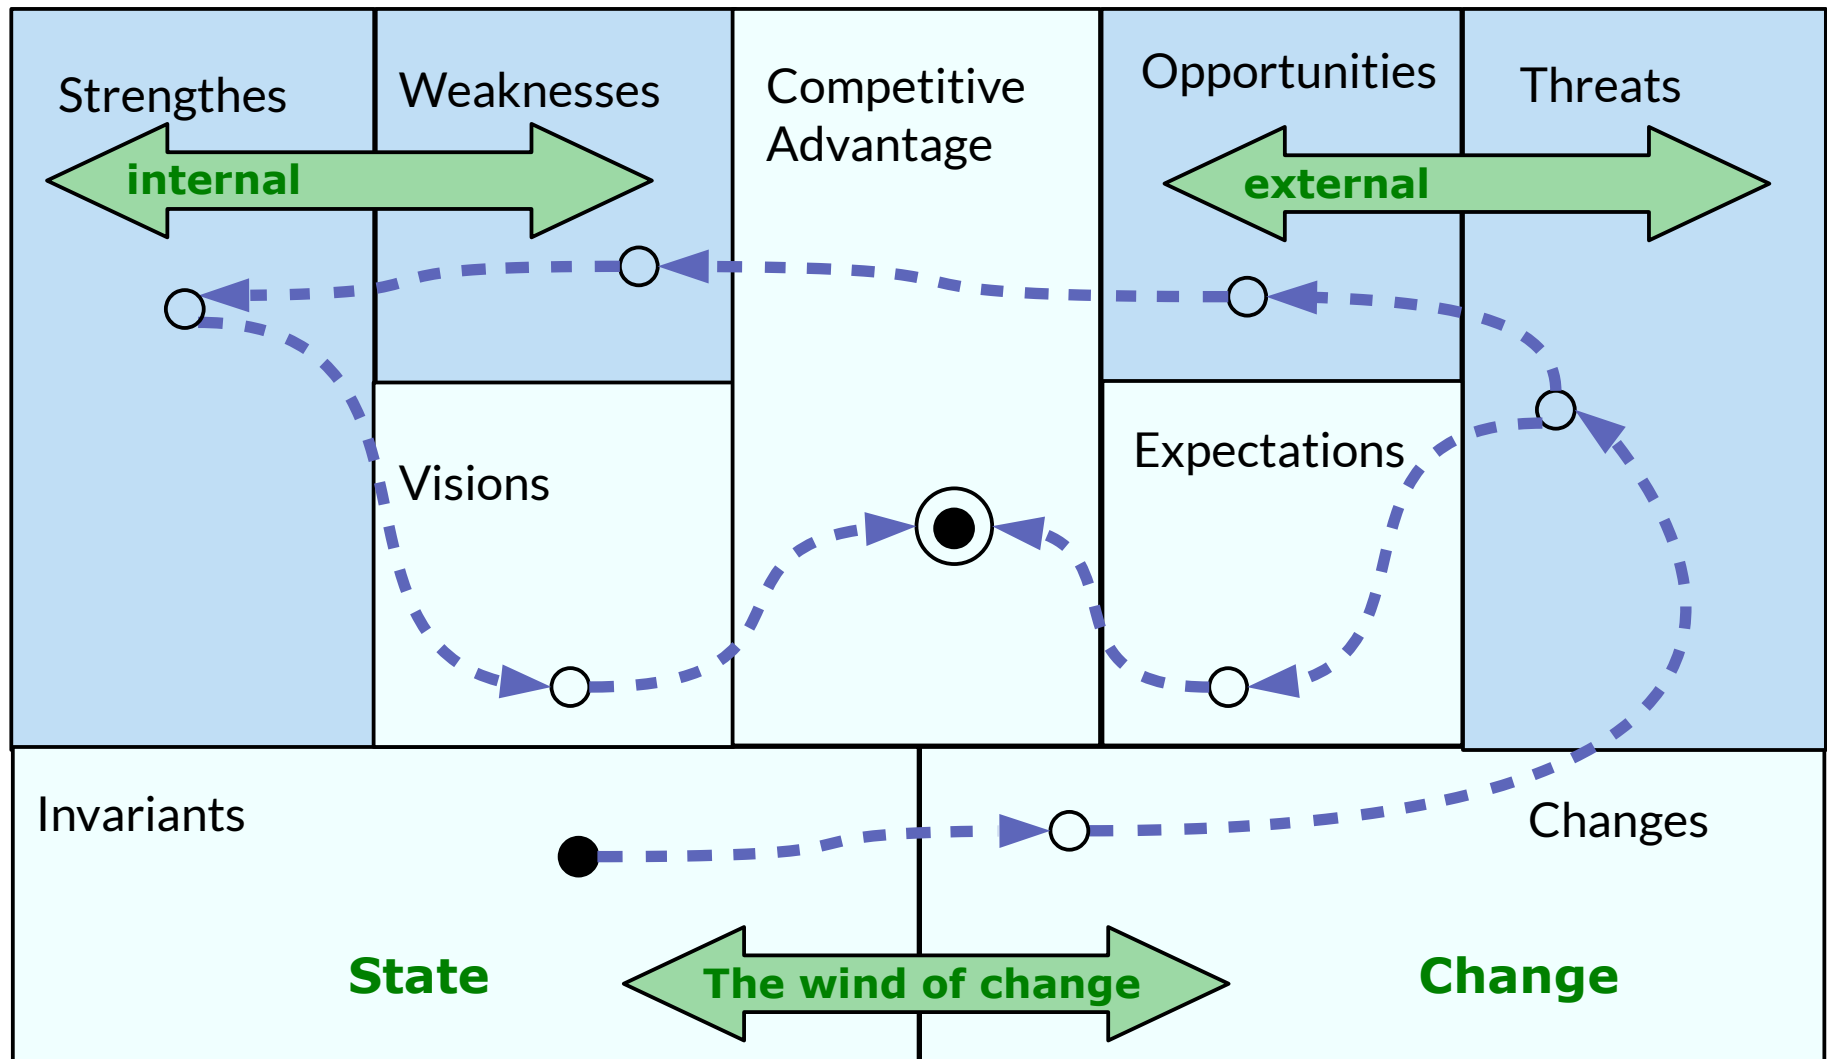 Strengthes
Weaknesses
Competitive
Advantage
Opportunities
Threats
internal
external
Visions
Expectations
Invariants
Changes
State
The wind of change
Change